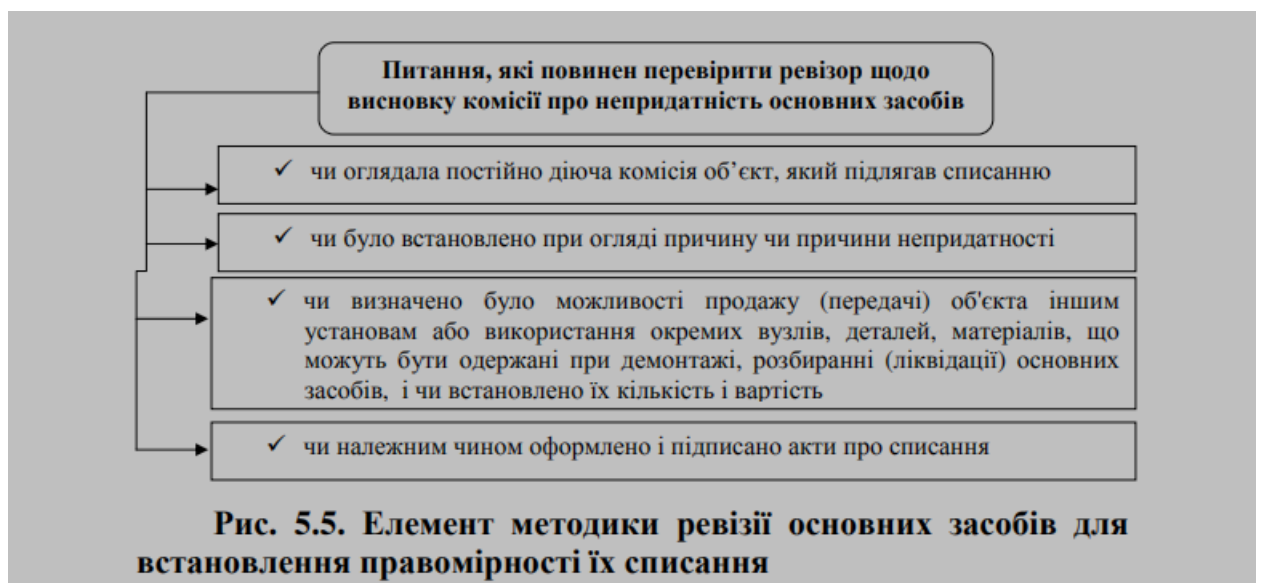 Питання, які повинен перевірити ревізор щодо
висновку комісії про непридатність основних засобів
✓ чи оглядала постійно діюча комісія об’єкт, який підлягав списанню
✓ чи було встановлено при огляді причину чи причини непридатності
✓ чи визначено було можливості продажу (передачі) об'єкта іншим
установам або використання окремих вузлів, деталей, матеріалів, що
можуть бути одержані при демонтажі, розбиранні (ліквідації) основних
засобів, і чи встановлено їх кількість і вартість
✓ чи належним чином оформлено і підписано акти про списання
Рис. 5.5. Елемент методики ревізії основних засобів для
встановлення правомірності їх списання